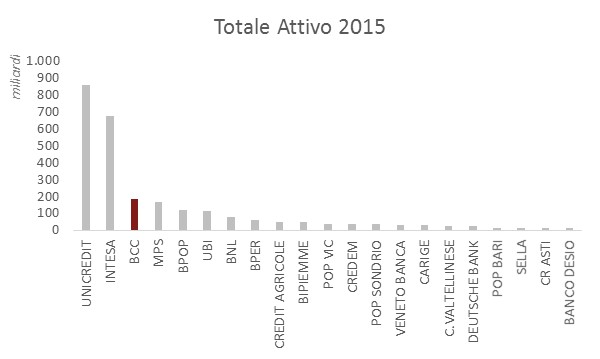 Totale Attivo 2015
miliardi
1.000
900
800
700
600
500
400
300
200
100
0
UNICREDIT
INTESA
BCC
MPS
BPOP
UBI
BNL
BPER
CREDIT AGRICOLE
BIPIEMME
POP VIC
CREDEM
POP SONDRIO
VENETO BANCA
CARIGE
C.VALTELLINESE
DEUTSCHE BANK
POP BARI
SELLA
CR ASTI
BANCO DESIO